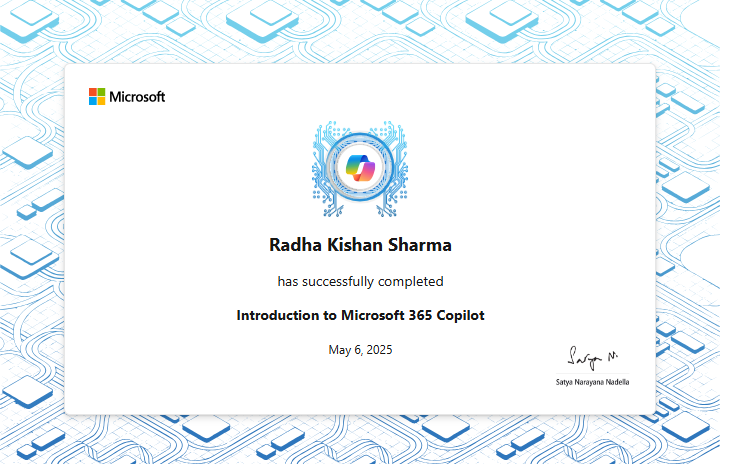 Microsoft
Radha Kishan Sharma
has successfully completed
Introduction to Microsoft 365 Copilot
May 6, 2025
Satya N.
Satya Narayana Nadella